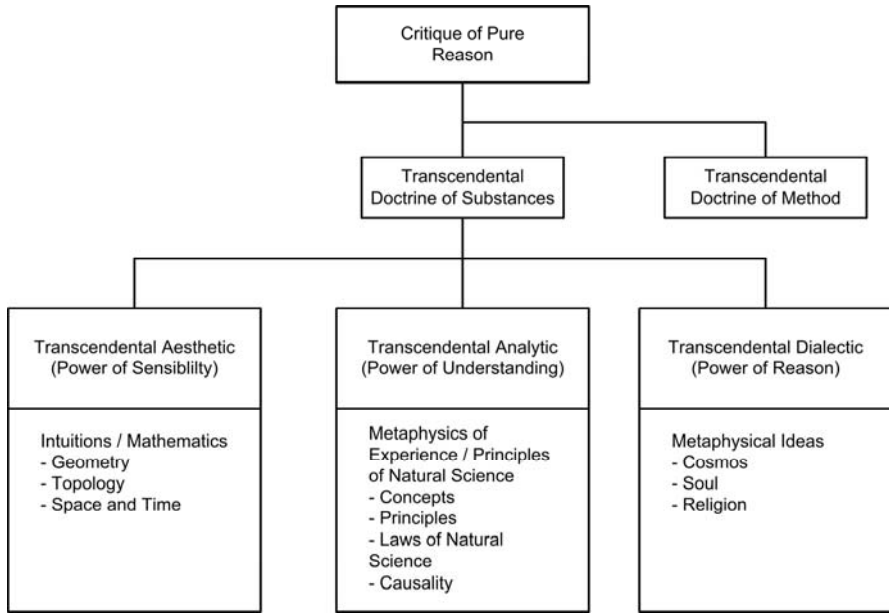 Critique of Pure
Reason
Transcendental
Doctrine of Substances
Transcendental
Doctrine of Method
Transcendental Aesthetic
(Power of Sensiblilty)
Transcendental Analytic
(Power of Understanding)
Transcendental Dialectic
(Power of Reason)
Intuitions / Mathematics
- Geometry
- Topology
- Space and Time
Metaphysics of
Experience / Principles
of Natural Science
- Concepts
- Principles
- Laws of Natural
Science
- Causality
Metaphysical Ideas
- Cosmos
- Soul
- Religion